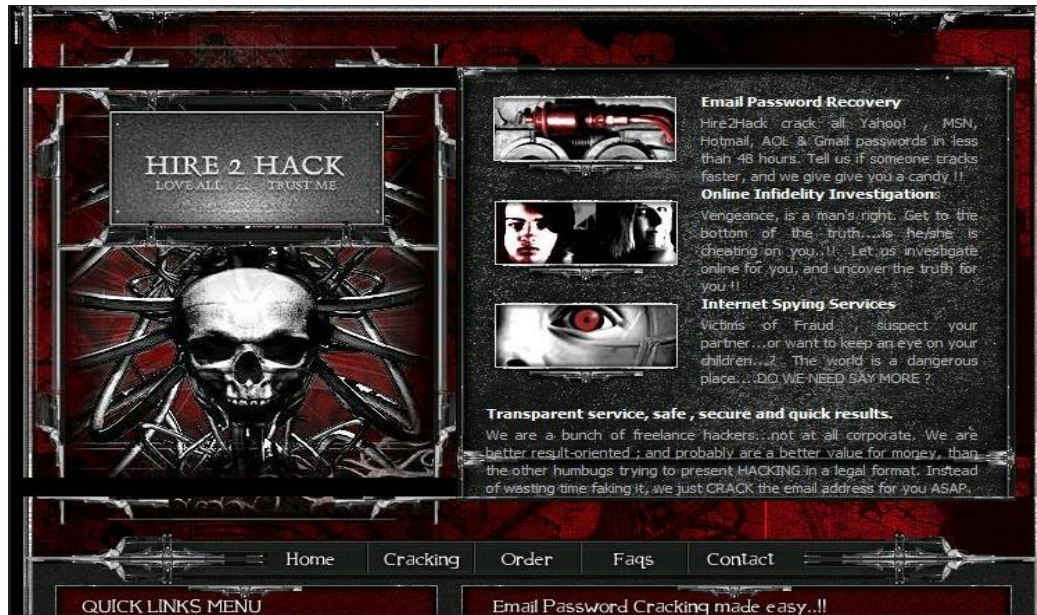 HIRE 2 HACK
LOVE ALL TRUST ME
Email Password Recovery
Hire2Hack crack all Yahoo! , MSN,
Hotmail, AOL & Gmail passwords in less
than 48 hours. Tell us if someone cracks
faster, and we give give you a candy !!
Online Infidelity Investigations
Vengeance, is a man's right. Get to the
bottom of the truth....is he/she is
cheating on you..!! Let us investigate
online for you, and uncover the truth for
you !!
Internet Spying Services
Victims of Fraud , suspect your
partner...or want to keep an eye on your
children...? The world is a dangerous
place....DO WE NEED SAY MORE ?
Transparent service, safe , secure and quick results.
We are a bunch of freelance hackers...not at all corporate. We are
better result-oriented ; and probably are a better value for money, than
the other humbugs trying to present HACKING in a legal format. Instead
of wasting time faking it, we just CRACK the email address for you ASAP.
Home Cracking Order Faqs Contact
QUICK LINKS MENU
Email Password Cracking made easy..!!